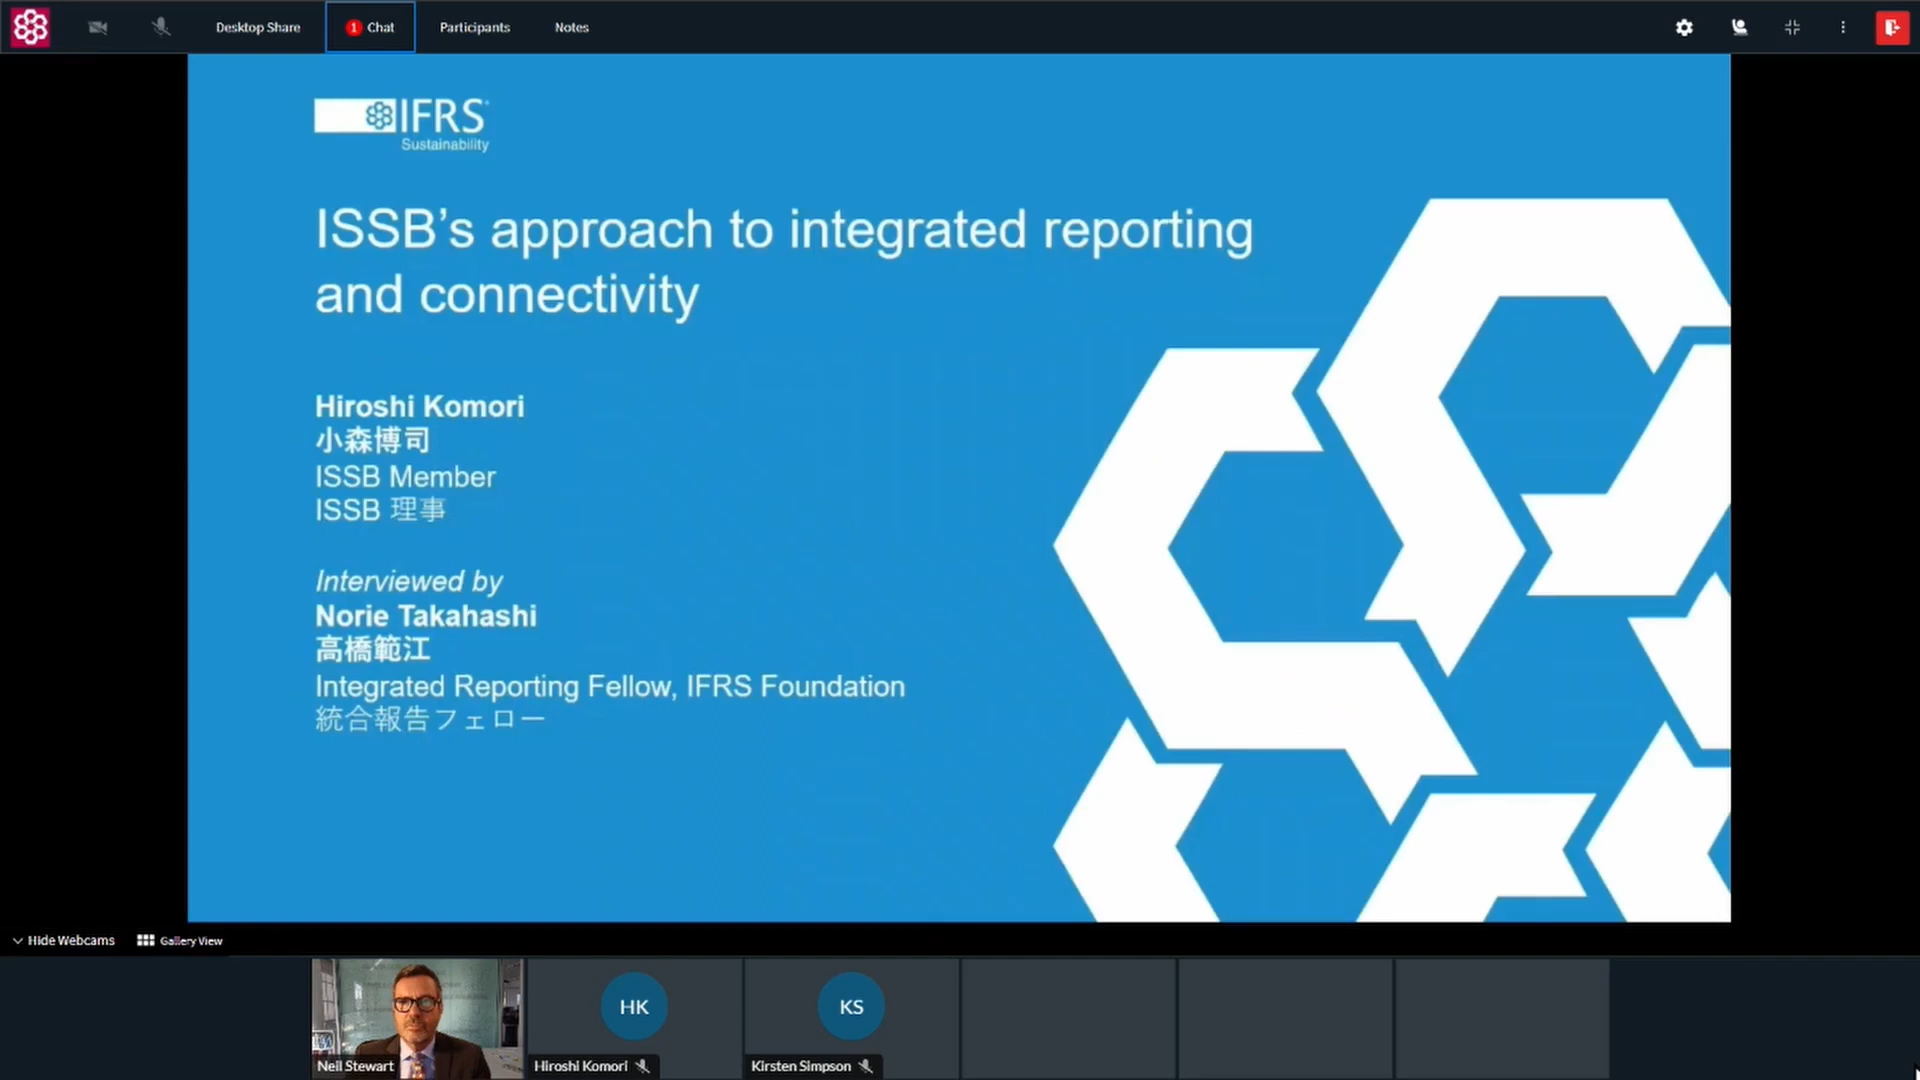 Desktop Share
1 Chat
Participants
Notes
IFRS
Sustainability
ISSB’s approach to integrated reporting
and connectivity
Hiroshi Komori
小森博司
ISSB Member
ISSB 理事
Interviewed by
Norie Takahashi
高橋範江
Integrated Reporting Fellow, IFRS Foundation
統合報告フェロー
Hide Webcams
Gallery View
HK
KS
Neil Stewart
Hiroshi Komori
Kirsten Simpson